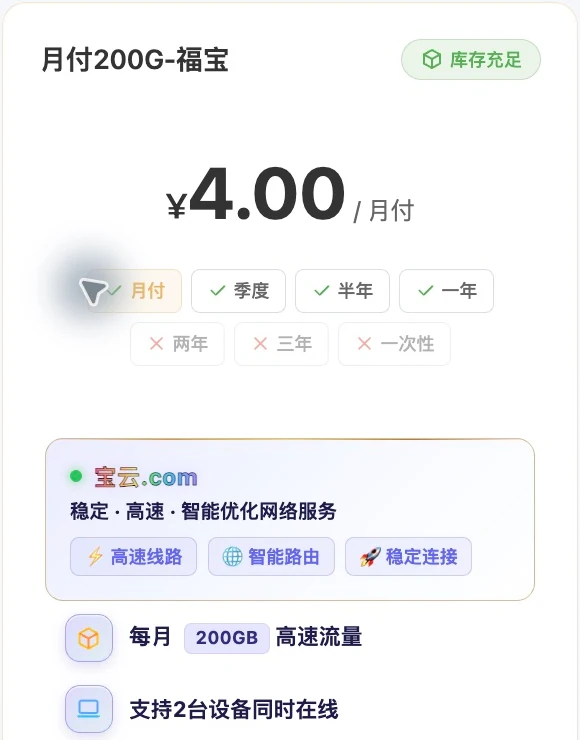 月付200G-福宝
库存充足
¥4.00 / 月付
月付 季度 半年 一年
两年 三年 一次性
宝云.com
稳定 · 高速 · 智能优化网络服务
高速线路 智能路由 稳定连接
每月 200GB 高速流量
支持2台设备同时在线